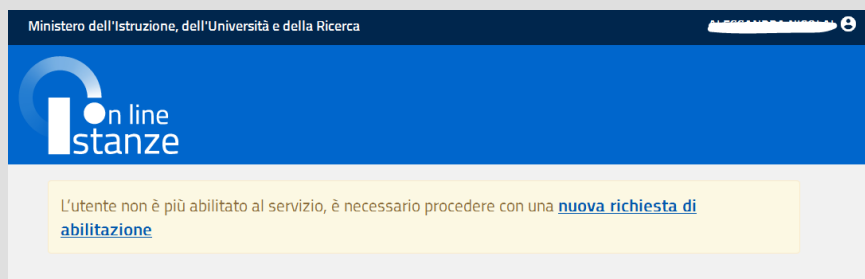 Ministero dell'Istruzione, dell'Università e della Ricerca
On line
Istanze
L'utente non è più abilitato al servizio, è necessario procedere con una nuova richiesta di
abilitazione